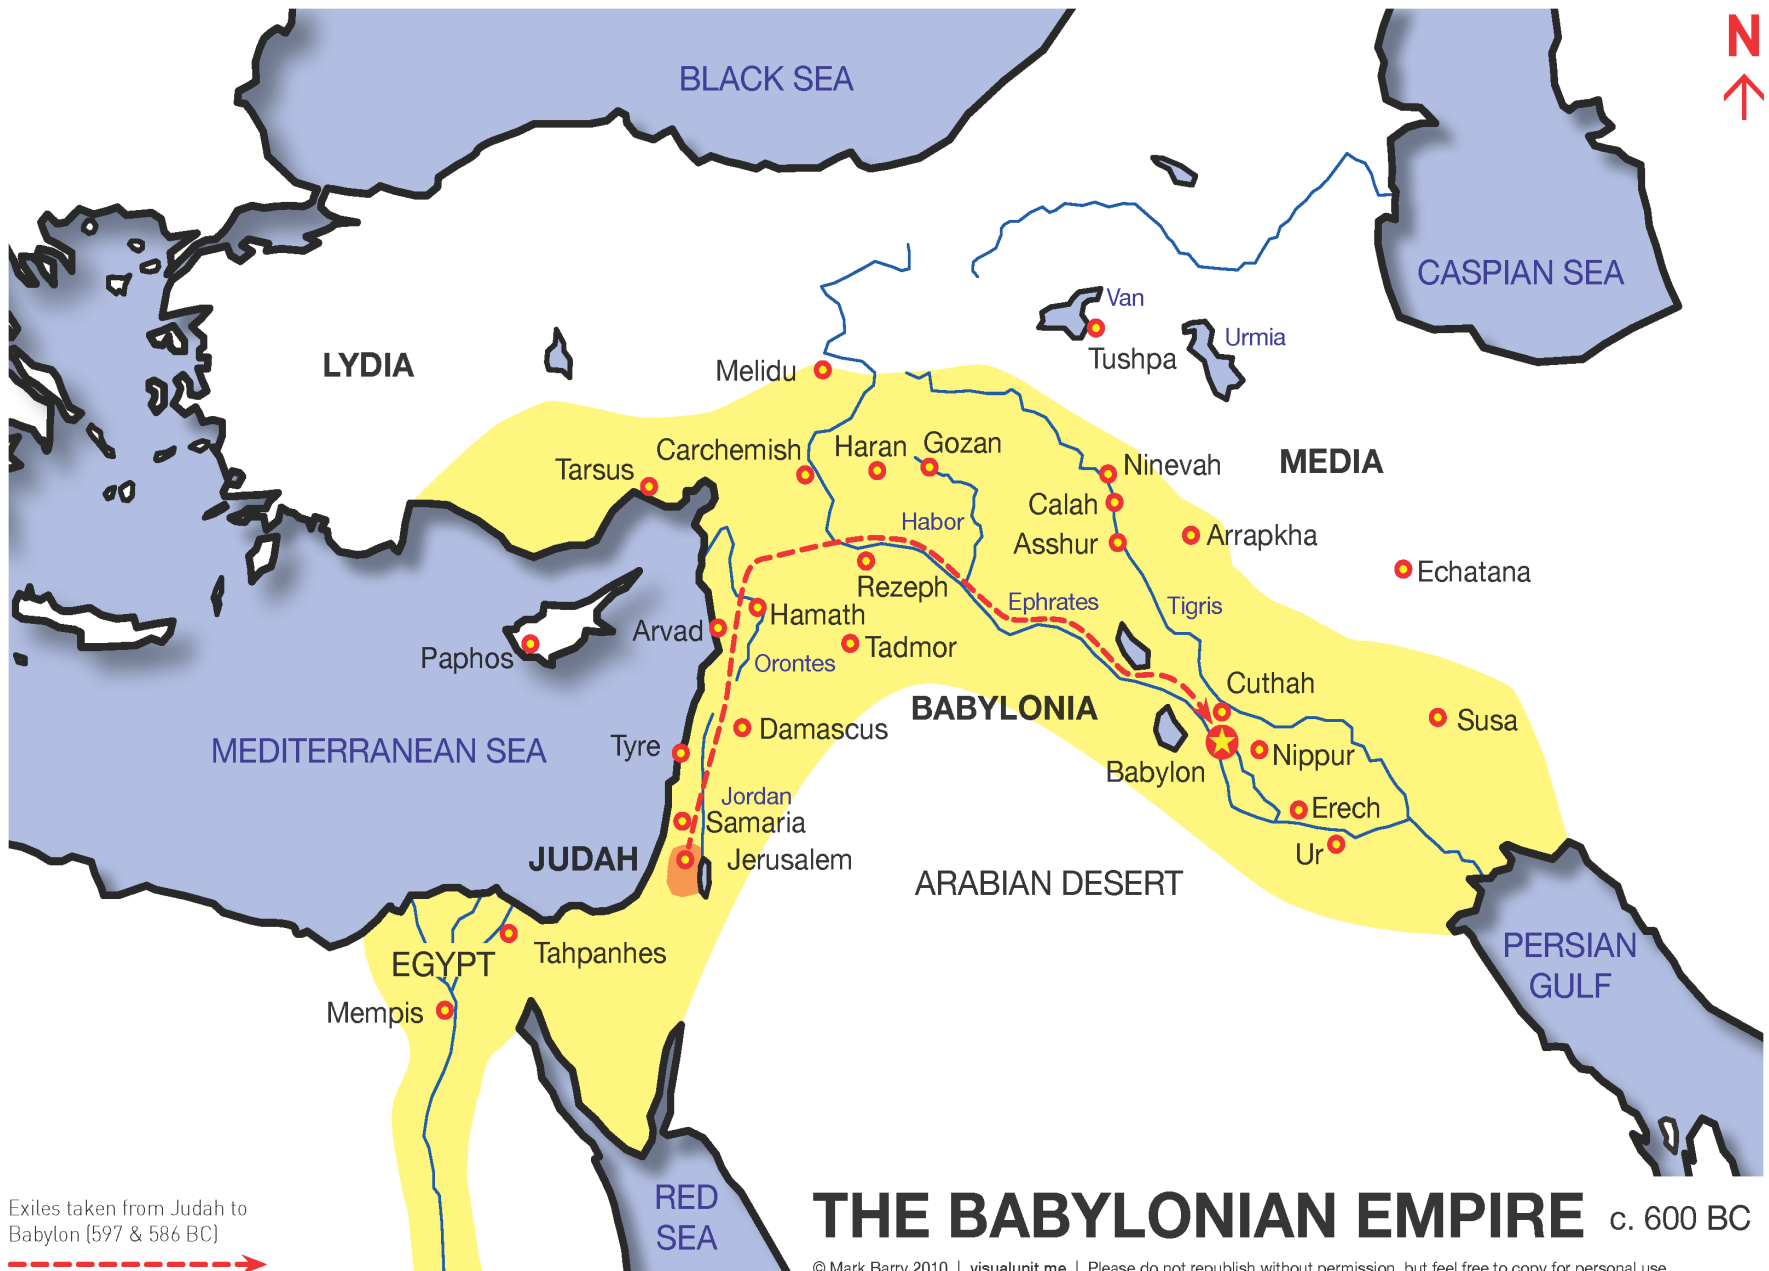 N
BLACK SEA
CASPIAN SEA
Van
Urmia
Tushpa
LYDIA
Melidu
MEDIA
Carchemish
Haran
Gozan
Tarsus
Ninevah
Calah
Habor
Asshur
Arrapkha
Echatana
Rezeph
Ephrates
Tigris
Hamath
Arvad
Tadmor
Paphos
Orontes
Cuthah
BABYLONIA
Susa
Damascus
Tyre
MEDITERRANEAN SEA
Nippur
Babylon
Jordan
Samaria
Erech
JUDAH
Jerusalem
Ur
ARABIAN DESERT
PERSIAN
GULF
EGYPT
Tahpanhes
Mempis
RED
SEA
Exiles taken from Judah to
Babylon (597 & 586 BC)
THE BABYLONIAN EMPIRE c. 600 BC
© Mark Barry 2010 | visualunit.me | Please do not republish without permission, but feel free to copy for personal use